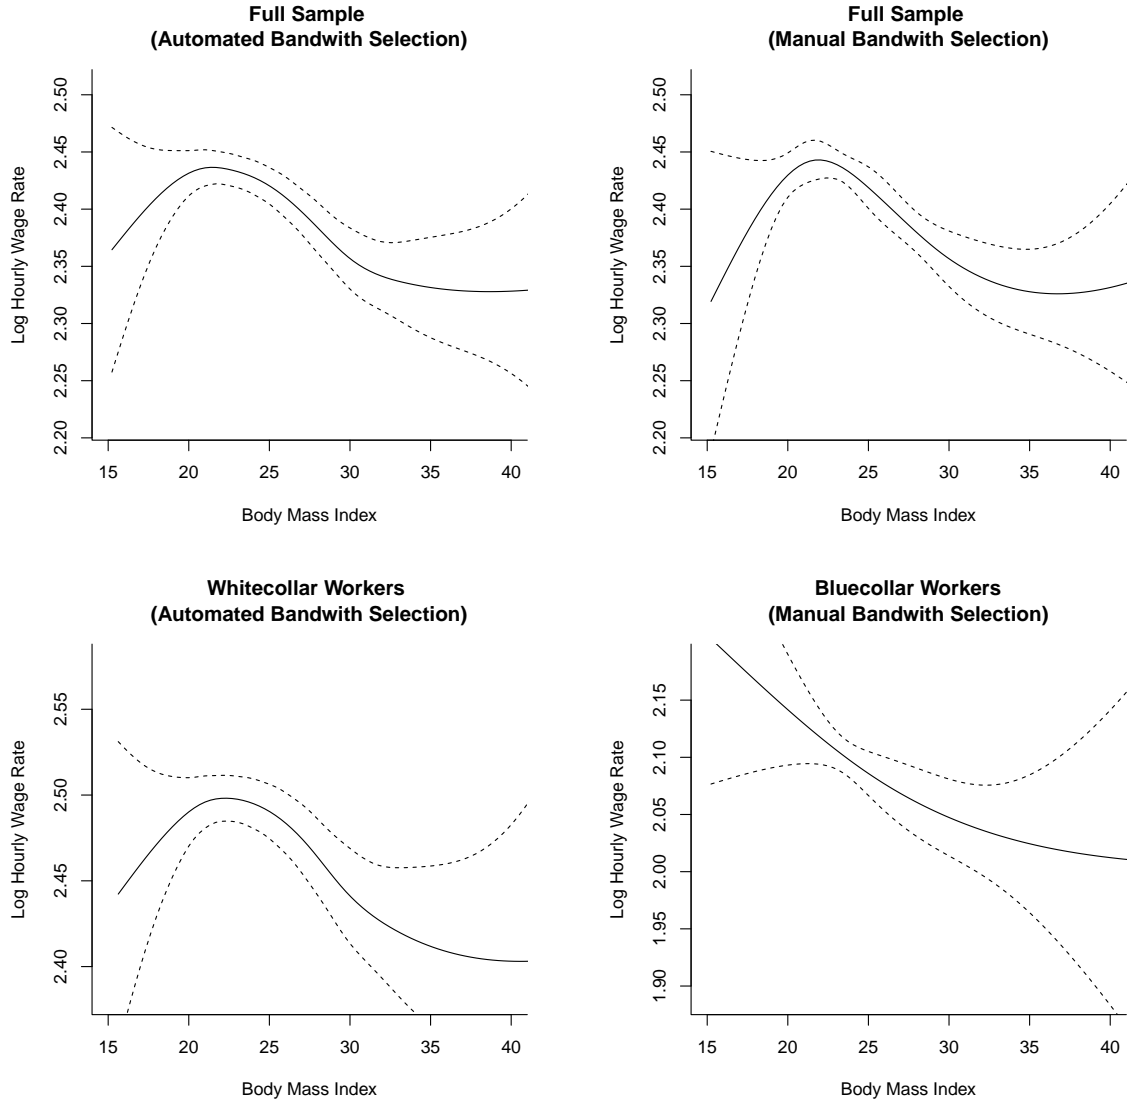 Full Sample
(Automated Bandwith Selection)
2.20 2.25 2.30 2.35 2.40 2.45 2.50
Log Hourly Wage Rate
15 20 25 30 35 40
Body Mass Index
Full Sample
(Manual Bandwith Selection)
2.20 2.25 2.30 2.35 2.40 2.45 2.50
Log Hourly Wage Rate
15 20 25 30 35 40
Body Mass Index
Whitecollar Workers
(Automated Bandwith Selection)
2.40 2.45 2.50 2.55
Log Hourly Wage Rate
15 20 25 30 35 40
Body Mass Index
Bluecollar Workers
(Manual Bandwith Selection)
1.90 1.95 2.00 2.05 2.10 2.15
Log Hourly Wage Rate
15 20 25 30 35 40
Body Mass Index